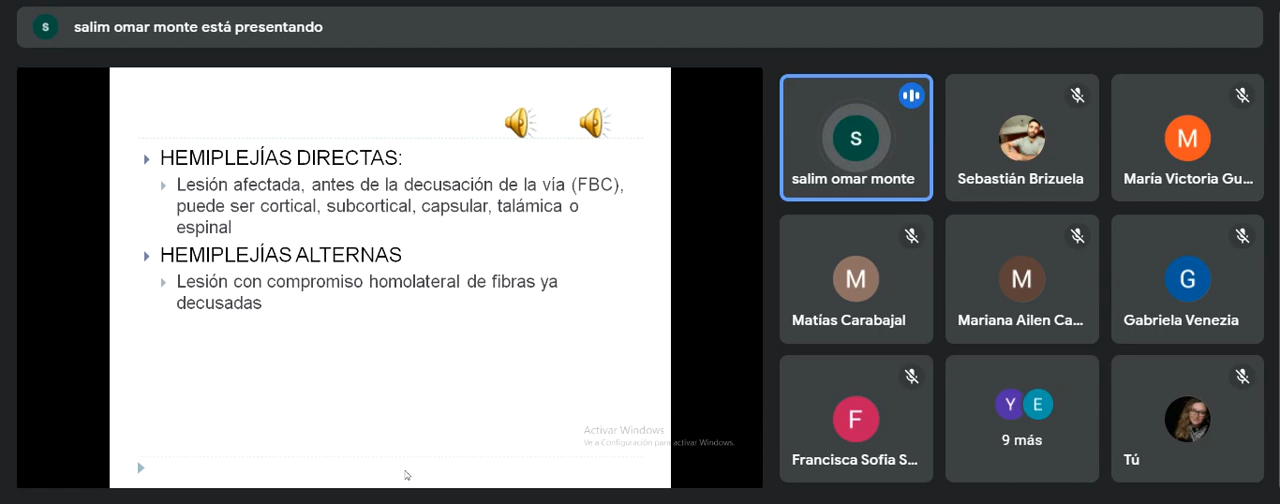 S
salim omar monte está presentando
HEMIPLEJÍAS DIRECTAS:
Lesión afectada, antes de la decusación de la vía (FBC),
puede ser cortical, subcortical, capsular, talámica o
espinal
HEMIPLEJÍAS ALTERNAS
Lesión con compromiso homolateral de fibras ya
decusadas
Activar Windows
Ve a Configuración para activar Windows.
S
salim omar monte
Sebastián Brizuela
M
María Victoria Gu...
M
Matías Carabajal
M
Mariana Ailen Ca...
G
Gabriela Venezia
F
Francisca Sofia S...
Y E
9 más
Tú